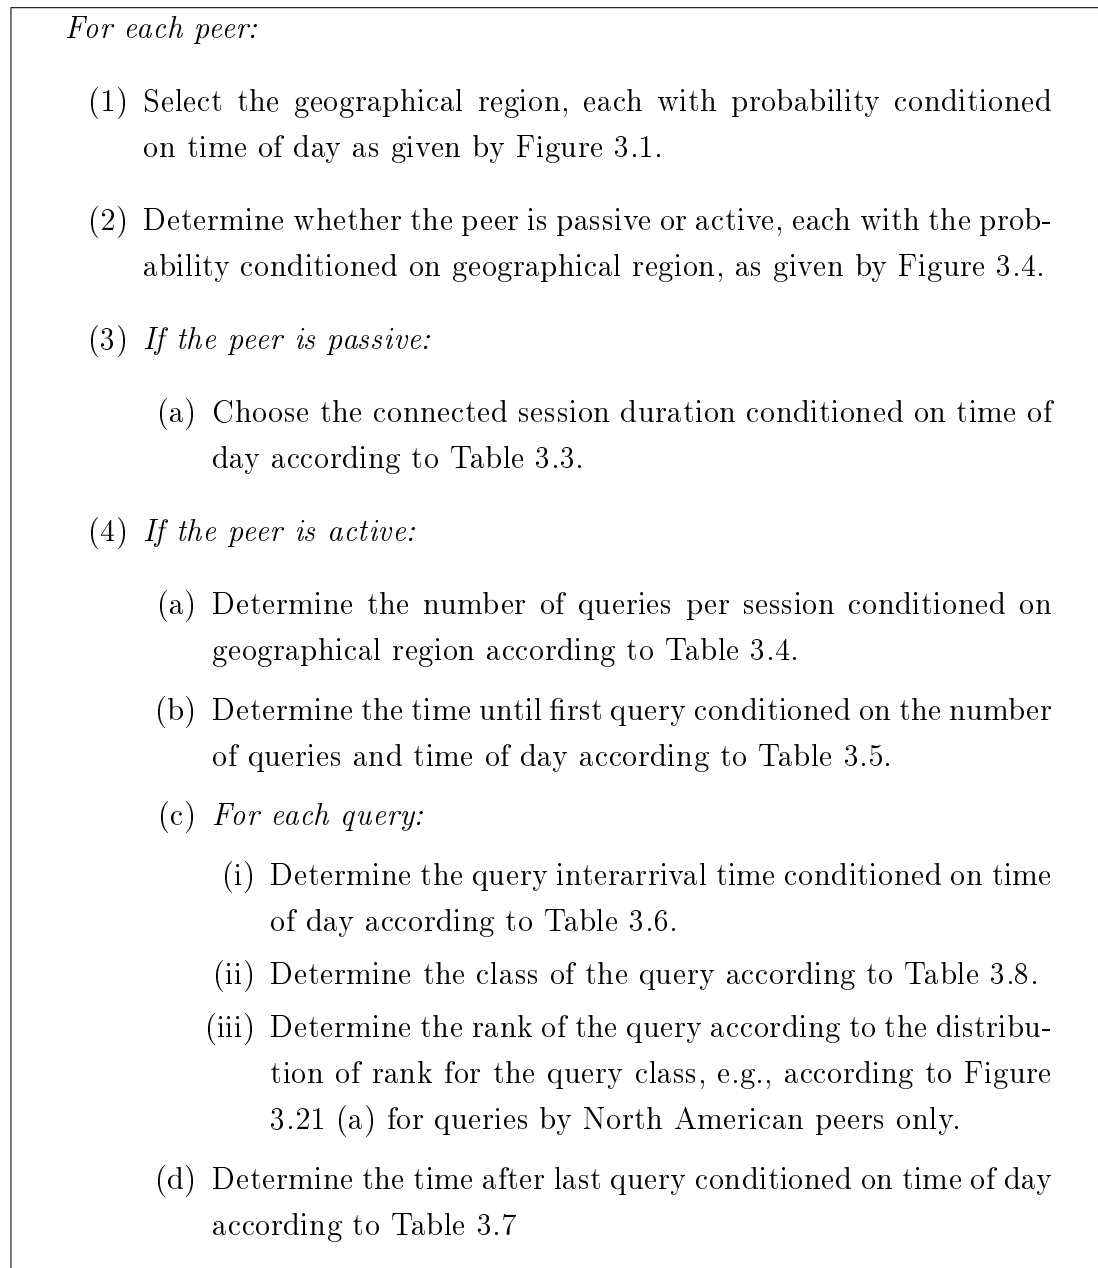 For each peer:
(1) Select the geographical region, each with probability conditioned
on time of day as given by Figure 3.1.
(2) Determine whether the peer is passive or active, each with the prob-
ability conditioned on geographical region, as given by Figure 3.4.
(3) If the peer is passive:
(a) Choose the connected session duration conditioned on time of
day according to Table 3.3.
(4) If the peer is active:
(a) Determine the number of queries per session conditioned on
geographical region according to Table 3.4.
(b) Determine the time until first query conditioned on the number
of queries and time of day according to Table 3.5.
(c) For each query:
(i) Determine the query interarrival time conditioned on time
of day according to Table 3.6.
(ii) Determine the class of the query according to Table 3.8.
(iii) Determine the rank of the query according to the distribu-
tion of rank for the query class, e.g., according to Figure
3.21 (a) for queries by North American peers only.
(d) Determine the time after last query conditioned on time of day
according to Table 3.7